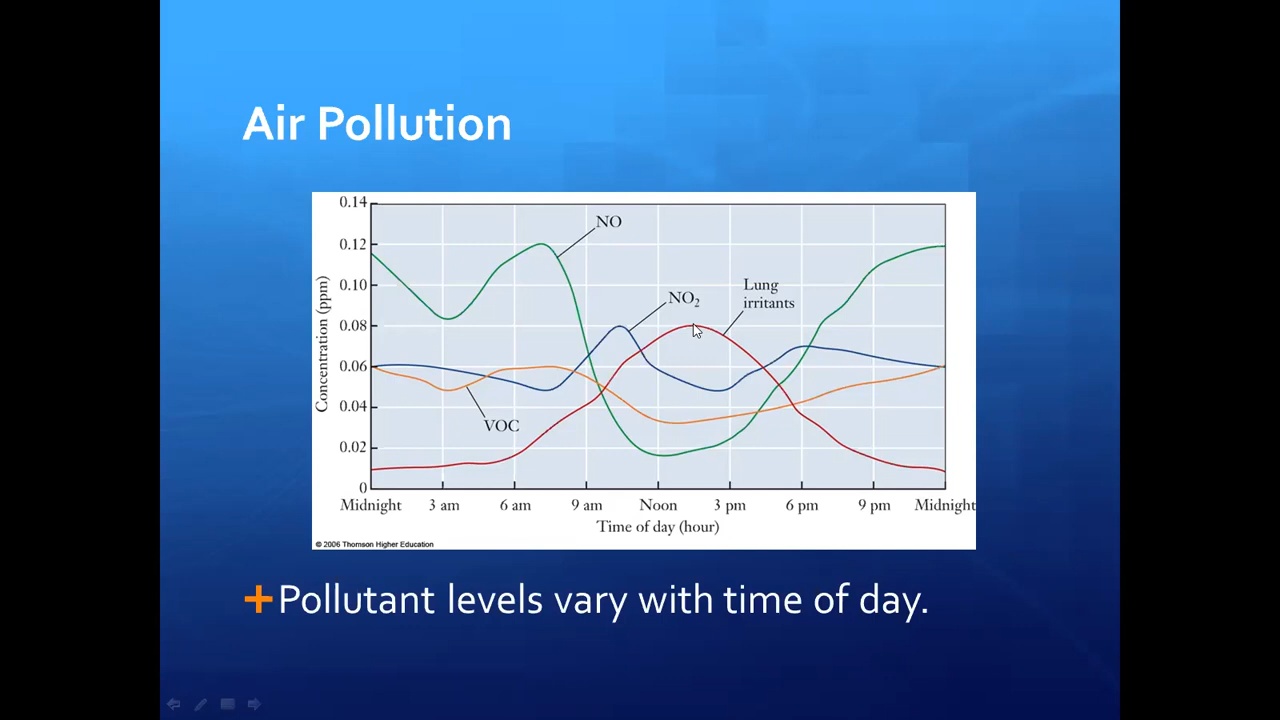 Air Pollution
0.14
0.12
0.10
0.08
0.06
0.04
0.02
0
Concentration (ppm)
NO
NO₂
Lung
irritants
VOC
Midnight 3 am 6 am 9 am Noon 3 pm 6 pm 9 pm Midnight
Time of day (hour)
© 2006 Thomson Higher Education
Pollutant levels vary with time of day.